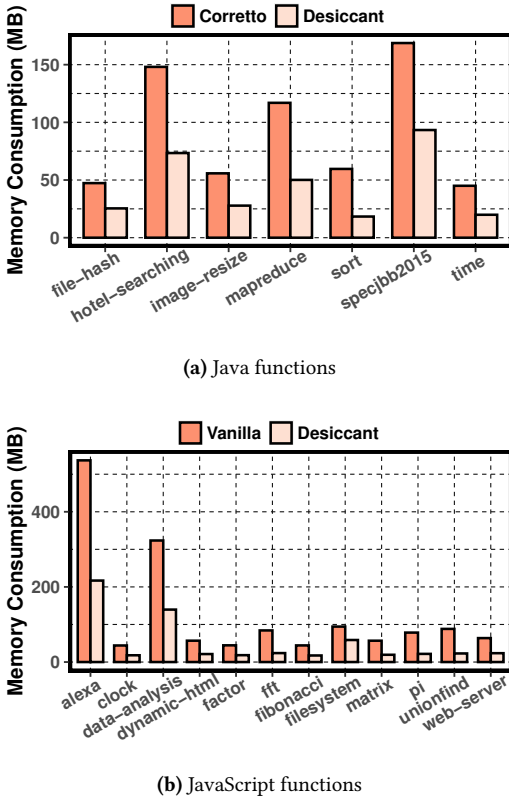 Corretto Desiccant
Memory Consumption (MB)
150
100
50
0
file−hash
hotel−searching
image−resize
mapreduce
sort
specjbb2015
time
(a) Java functions
Vanilla Desiccant
Memory Consumption (MB)
400
200
0
alexa
clock
data−analysis
dynamic−html
factor
fft
fibonacci
filesystem
matrix
pi
unionfind
web−server
(b) JavaScript functions